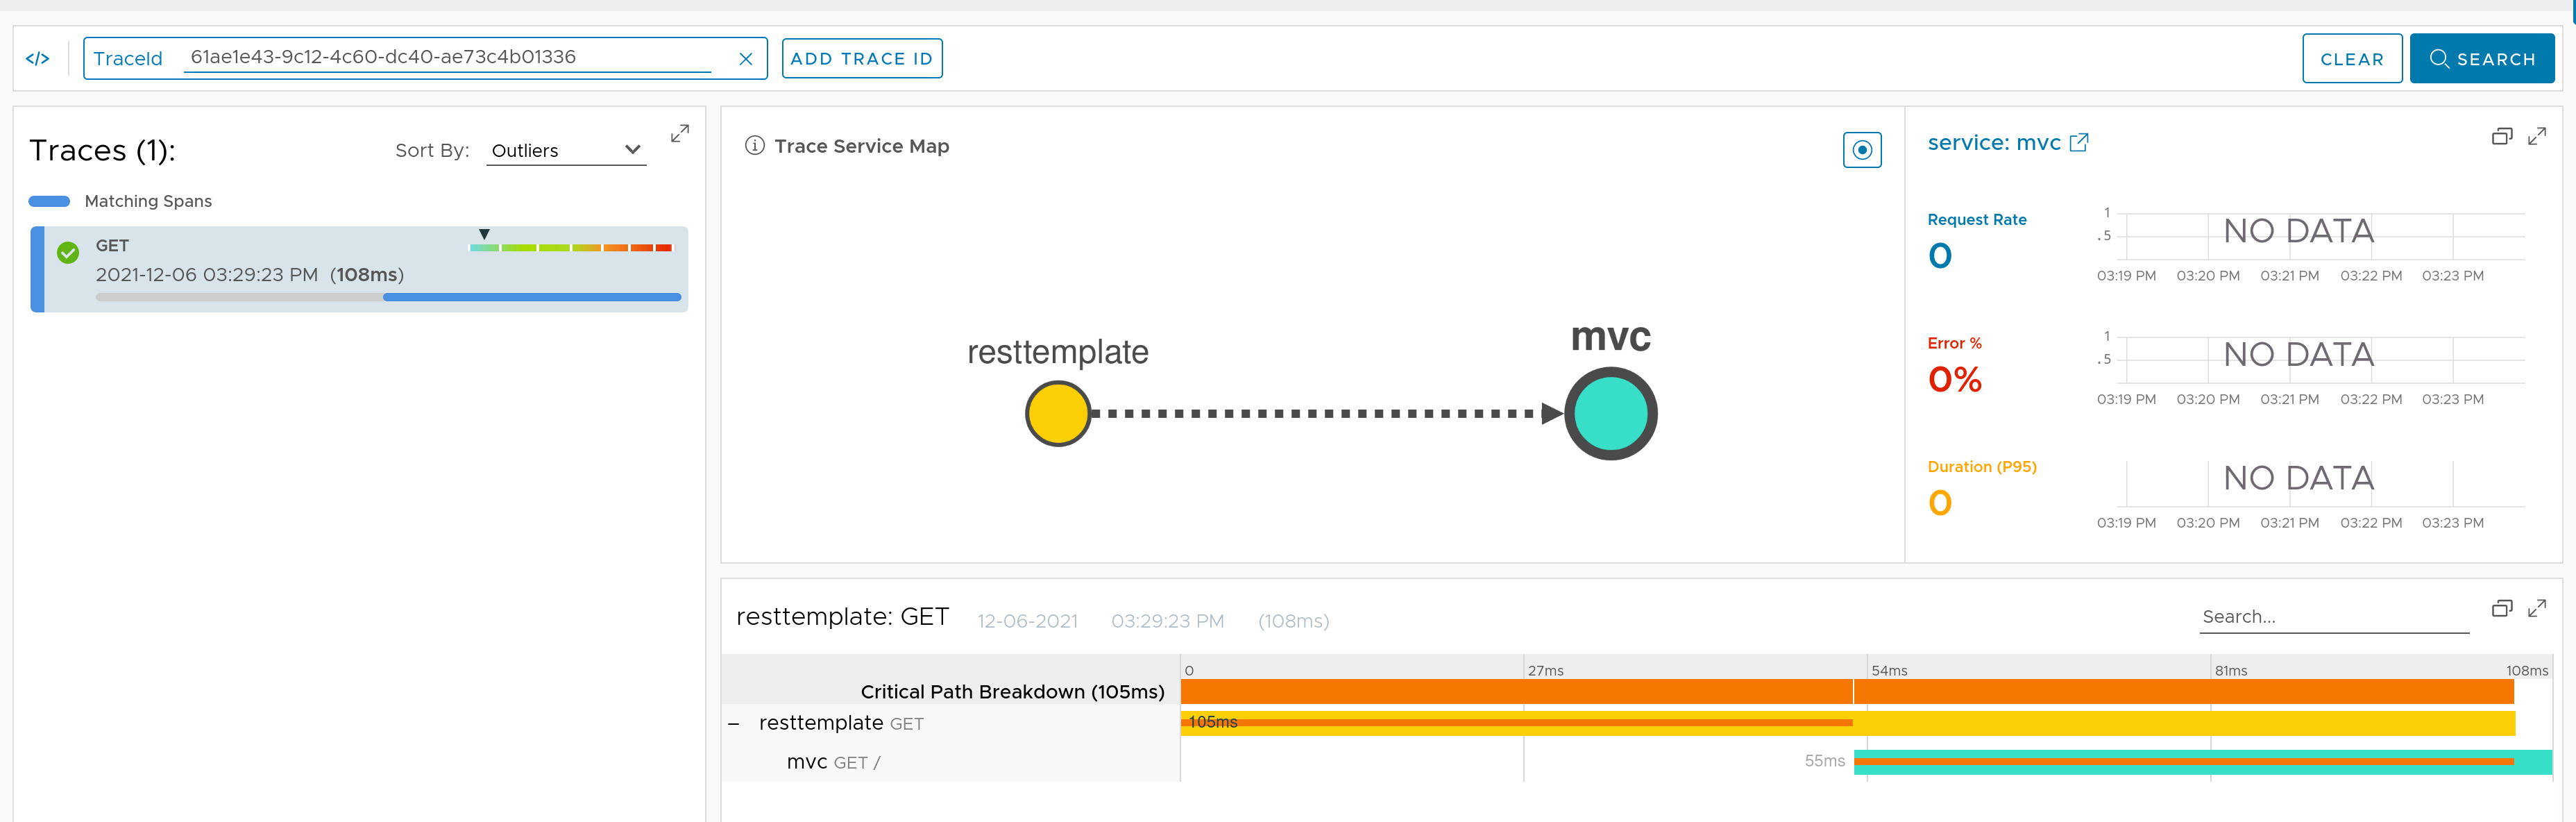 </> TraceId 61ae1e43-9c12-4c60-dc40-ae73c4b01336 ADD TRACE ID CLEAR SEARCH
Traces (1):
Sort By: Outliers
Matching Spans
GET
2021-12-06 03:29:23 PM (108ms)
Trace Service Map
resttemplate
mvc
service: mvc
Request Rate
0
1
.5
NO DATA
03:19 PM 03:20 PM 03:21 PM 03:22 PM 03:23 PM
Error %
0%
1
.5
NO DATA
03:19 PM 03:20 PM 03:21 PM 03:22 PM 03:23 PM
Duration (P95)
0
NO DATA
03:19 PM 03:20 PM 03:21 PM 03:22 PM 03:23 PM
resttemplate: GET 12-06-2021 03:29:23 PM (108ms)
Search...
0 27ms 54ms 81ms 108ms
Critical Path Breakdown (105ms)
resttemplate GET 105ms
mvc GET / 55ms